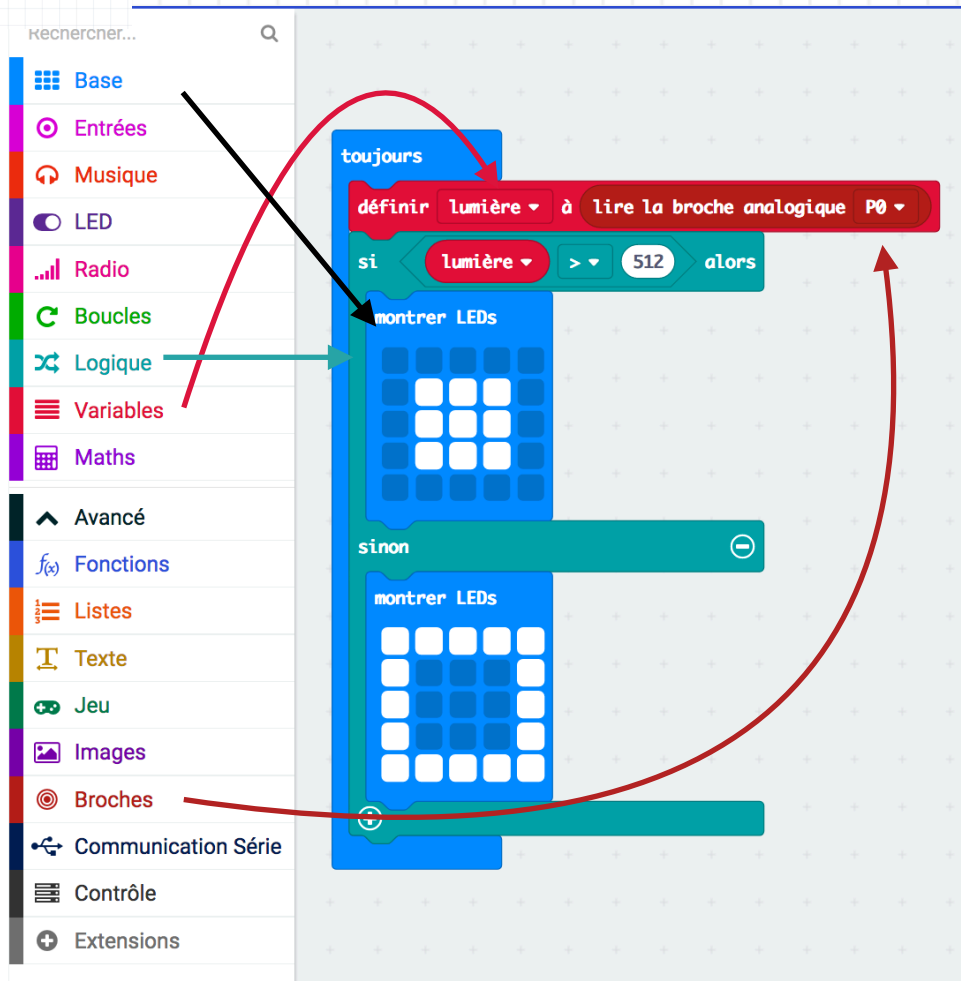 Rechercher...
Base
Entrées
Musique
LED
Radio
Boucles
Logique
Variables
Maths
Avancé
f(x) Fonctions
Listes
Texte
Jeu
Images
Broches
Communication Série
Contrôle
Extensions
toujours
définir lumière à lire la broche analogique P0
si lumière > 512 alors
montrer LEDs
sinon
montrer LEDs